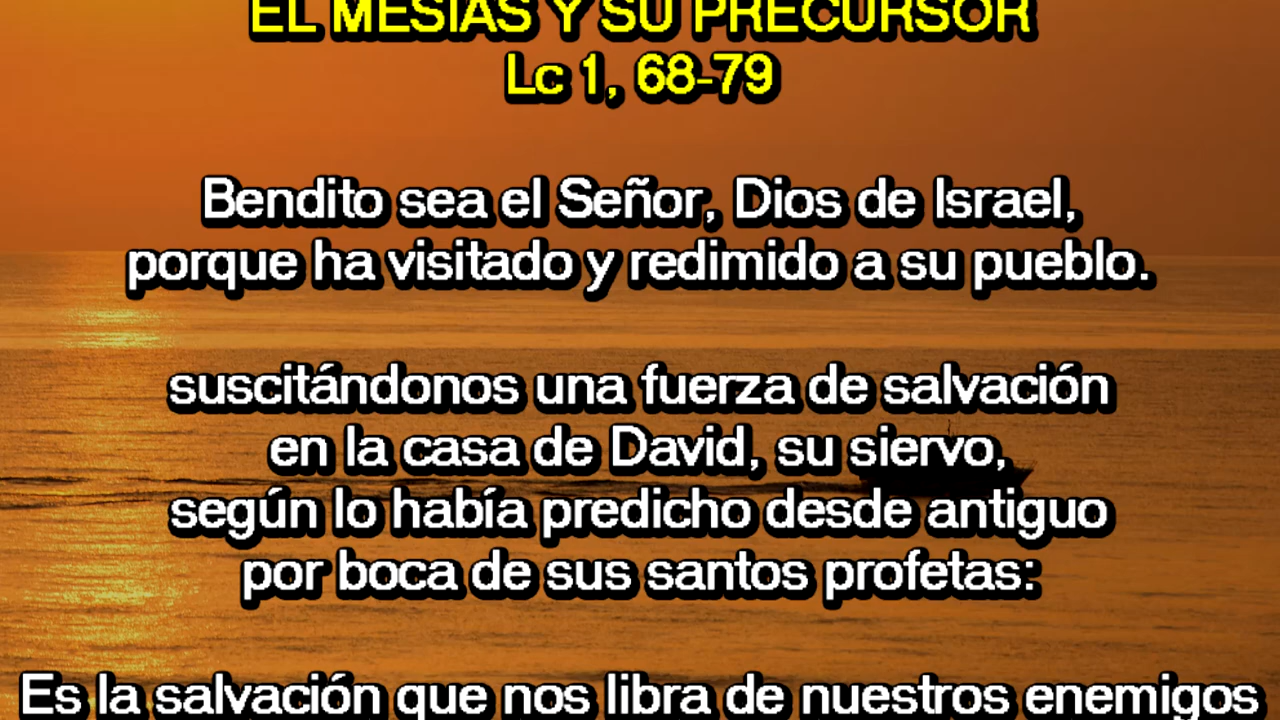 EL MESIAS Y SU PRECURSOR
Lc 1, 68-79
Bendito sea el Señor, Dios de Israel,
porque ha visitado y redimido a su pueblo.
suscitándonos una fuerza de salvación
en la casa de David, su siervo,
según lo había predicho desde antiguo
por boca de sus santos profetas:
Es la salvación que nos libra de nuestros enemigos